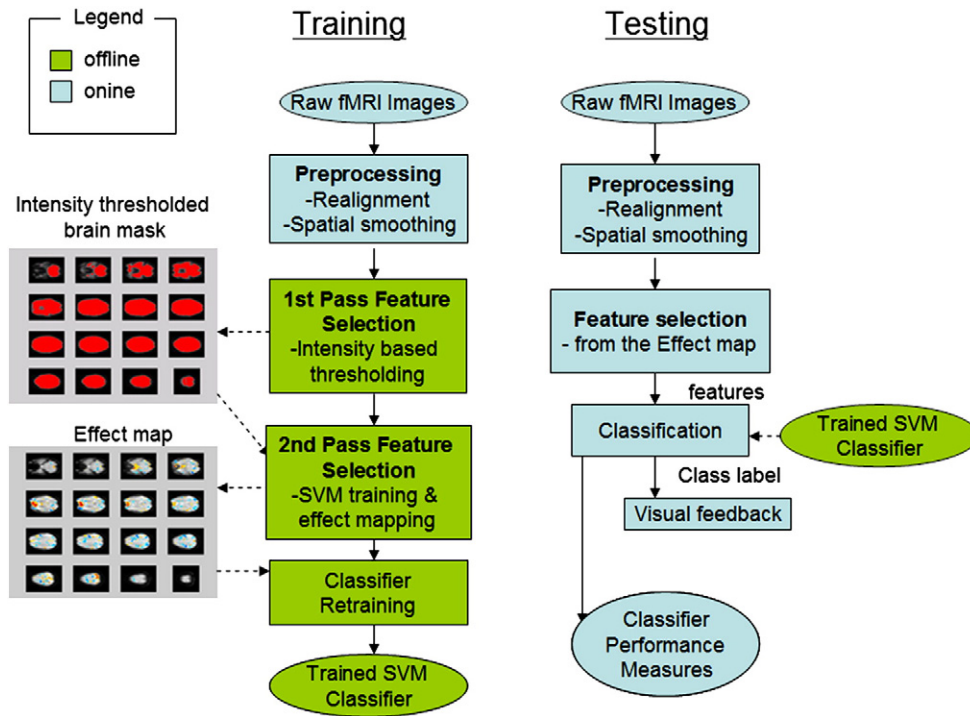 Legend
offline
onine
Training
Raw fMRI Images
Preprocessing
-Realignment
-Spatial smoothing
Intensity thresholded
brain mask
1st Pass Feature
Selection
-Intensity based
thresholding
Effect map
2nd Pass Feature
Selection
-SVM training &
effect mapping
Classifier
Retraining
Trained SVM
Classifier
Testing
Raw fMRI Images
Preprocessing
-Realignment
-Spatial smoothing
Feature selection
- from the Effect map
features
Classification
Trained SVM
Classifier
Class label
Visual feedback
Classifier
Performance
Measures